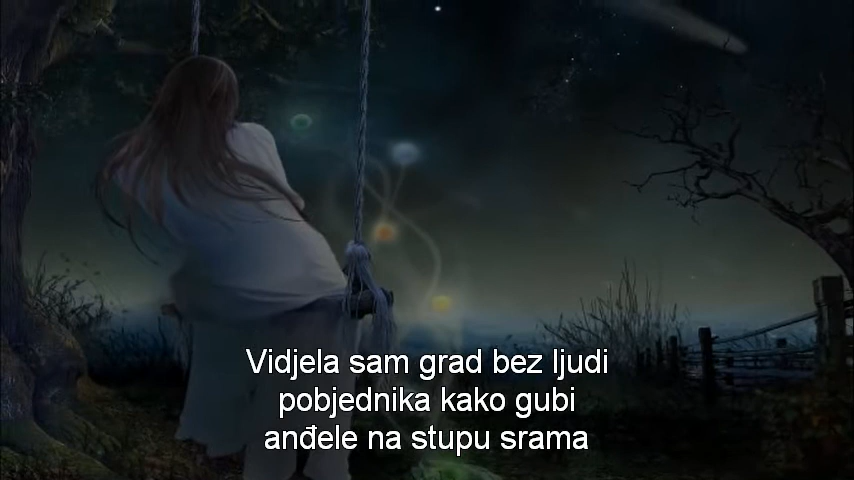 Vidjela sam grad bez ljudi
pobjednika kako gubi
anđele na stupu srama